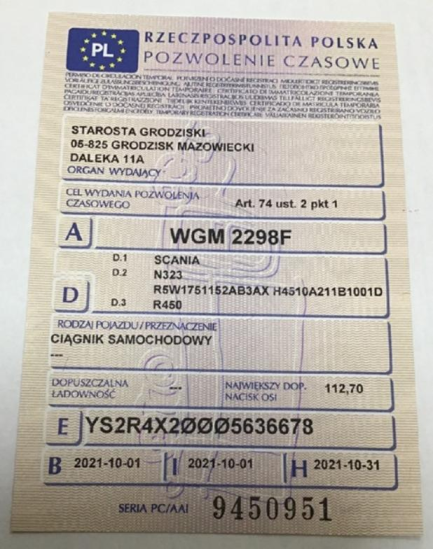 PL
RZECZPOSPOLITA POLSKA
POZWOLENIE CZASOWE
STAROSTA GRODZISKI
05-825 GRODZISK MAZOWIECKI
DALEKA 11A
ORGAN WYDAJĄCY
CEL WYDANIA POZWOLENIA
CZASOWEGO
Art. 74 ust. 2 pkt 1
A WGM 2298F
D.1 SCANIA
D.2 N323
R5W1751152AB3AX H4510A211B1001D
D
D.3 R450
RODZAJ POJAZDU/PRZEZNACZENIE
CIĄGNIK SAMOCHODOWY
---
DOPUSZCZALNA ŁADOWNOŚĆ --- NAJWIĘKSZY DOP. NACISK OSI 112,70
E YS2R4X2ØØØ5636678
B 2021-10-01 I 2021-10-01 H 2021-10-31
SERIA PC/AAI 9450951